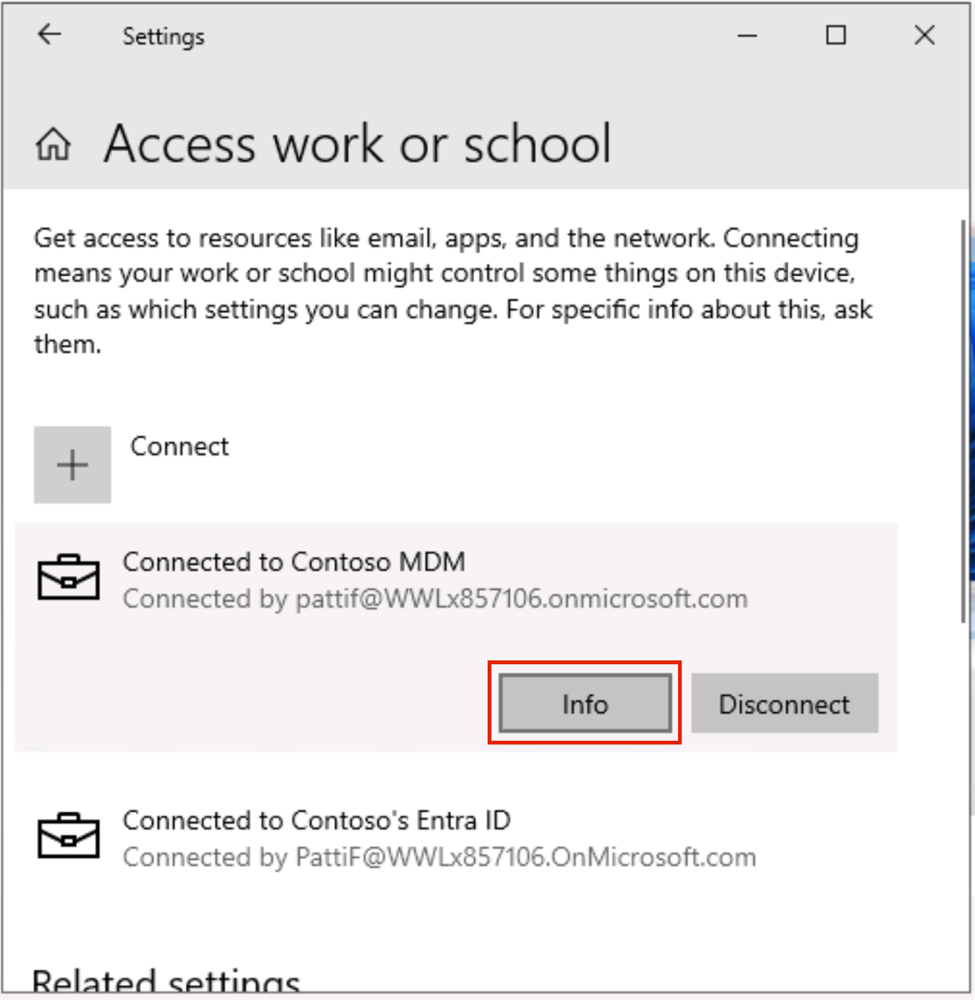 Settings
Access work or school
Get access to resources like email, apps, and the network. Connecting
means your work or school might control some things on this device,
such as which settings you can change. For specific info about this, ask
them.
Connect
Connected to Contoso MDM
Connected by pattif@WWLx857106.onmicrosoft.com
Info
Disconnect
Connected to Contoso's Entra ID
Connected by PattiF@WWLx857106.OnMicrosoft.com
Related settings